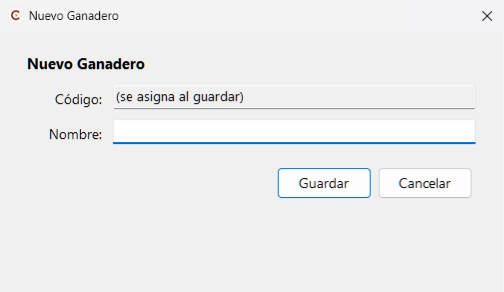 Nuevo Ganadero
Nuevo Ganadero
Código: (se asigna al guardar)
Nombre:
Guardar Cancelar